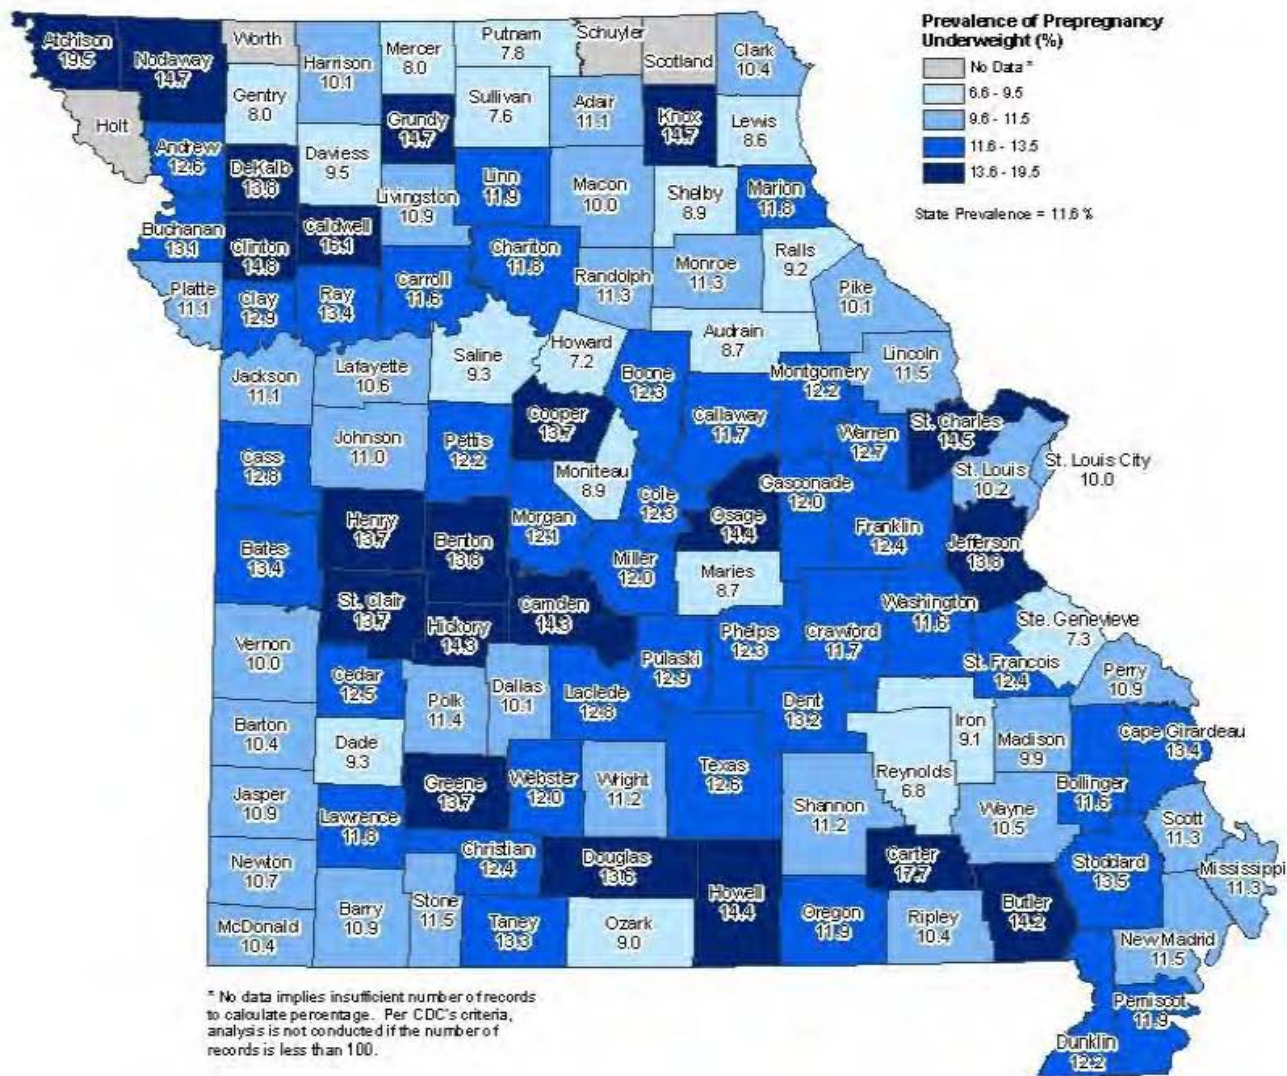 Prevalence of Prepregnancy
Underweight (%)
No Data *
6.6 - 9.5
9.6 - 11.5
11.6 - 13.5
13.6 - 19.5
State Prevalence = 11.6 %
Atchison
19.5
Nodaway
14.7
Worth
Harrison
10.1
Mercer
8.0
Putnam
7.8
Schuyler
Scotland
Clark
10.4
Holt
Gentry
8.0
Grundy
14.7
Sullivan
7.6
Adair
11.1
Knox
14.7
Lewis
8.6
Andrew
12.6
DeKalb
13.8
Daviess
9.5
Livingston
10.9
Linn
11.9
Macon
10.0
Shelby
8.9
Marion
11.8
Buchanan
13.1
Clinton
14.8
Caldwell
16.1
Chariton
11.8
Randolph
11.3
Monroe
11.3
Ralls
9.2
Platte
11.1
Clay
12.9
Ray
13.4
Carroll
11.6
Pike
10.1
Jackson
11.1
Lafayette
10.6
Saline
9.3
Howard
7.2
Boone
12.3
Audrain
8.7
Montgomery
12.2
Lincoln
11.5
Cass
12.8
Johnson
11.0
Pettis
12.2
Cooper
13.7
Moniteau
8.9
Callaway
11.7
Warren
12.7
St. Charles
14.5
St. Louis
10.2
St. Louis City
10.0
Bates
13.4
Henry
13.7
Benton
13.8
Morgan
12.1
Cole
12.3
Miller
12.0
Osage
14.4
Gasconade
12.0
Franklin
12.4
Jefferson
13.8
Maries
8.7
Vernon
10.0
St. Clair
13.7
Hickory
14.3
Camden
14.3
Pulaski
12.9
Phelps
12.3
Crawford
11.7
Washington
11.6
Ste. Genevieve
7.3
St. Francois
12.4
Perry
10.9
Cedar
12.5
Polk
11.4
Dallas
10.1
Laclede
12.8
Dent
13.2
Iron
9.1
Madison
9.9
Cape Girardeau
13.4
Barton
10.4
Dade
9.3
Greene
13.7
Webster
12.0
Wright
11.2
Texas
12.6
Shannon
11.2
Reynolds
6.8
Wayne
10.5
Bollinger
11.6
Scott
11.3
Jasper
10.9
Lawrence
11.8
Christian
12.4
Douglas
13.6
Howell
14.4
Carter
17.7
Butler
14.2
Stoddard
13.5
Mississippi
11.3
Newton
10.7
McDonald
10.4
Barry
10.9
Stone
11.5
Taney
13.3
Ozark
9.0
Oregon
11.9
Ripley
10.4
New Madrid
11.5
Pemiscot
11.9
Dunklin
12.2
* No data implies insufficient number of records
to calculate percentage. Per CDC's criteria,
analysis is not conducted if the number of
records is less than 100.